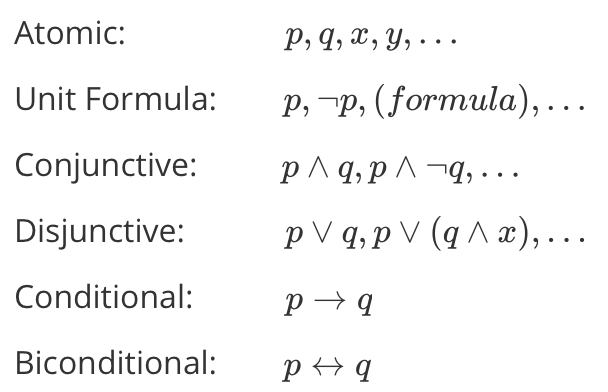 Atomic: p, q, x, y, …
Unit Formula: p, ¬p, (formula), …
Conjunctive: p ∧ q, p ∧ ¬q, …
Disjunctive: p ∨ q, p ∨ (q ∧ x), …
Conditional: p → q
Biconditional: p ↔ q